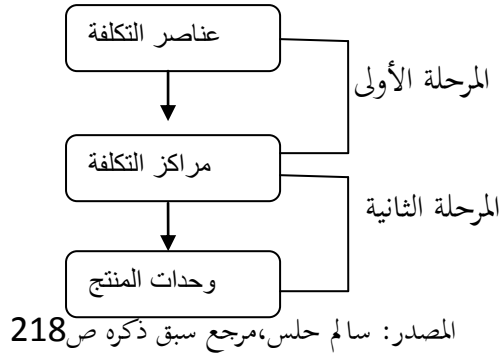 عناصر التكلفة
المرحلة الأولى
مراكز التكلفة
المرحلة الثانية
وحدات المنتج
المصدر: سالم حلس،مرجع سبق ذكره ص218